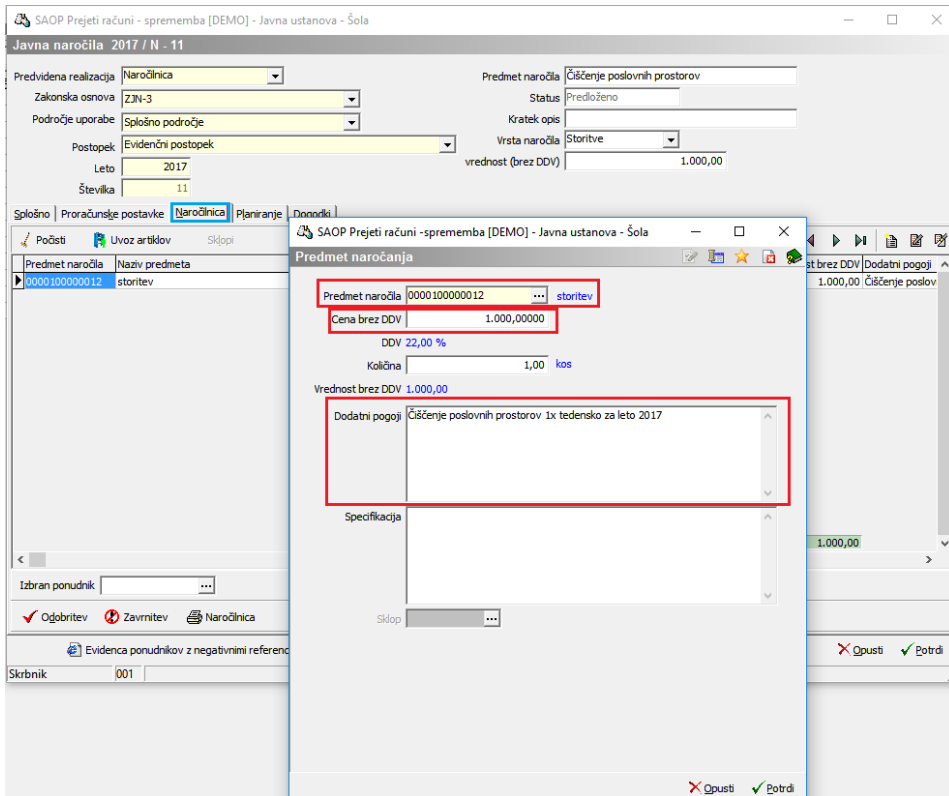 SAOP Prejeti računi - sprememba [DEMO] - Javna ustanova - Šola
Javna naročila 2017 / N - 11
Predvidena realizacija Naročilnica
Predmet naročila Čiščenje poslovnih prostorov
Zakonska osnova ZJN-3
Status Predloženo
Področje uporabe Splošno področje
Kratek opis
Postopek Evidenčni postopek
Vrsta naročila Storitve
Leto 2017
vrednost (brez DDV) 1.000,00
Številka 11
Splošno Proračunske postavke Naročilnica Planiranje Dogodki
Počisti Uvoz artiklov Sklopi
Predmet naročila Naziv predmeta
st brez DDV Dodatni pogoji
0000100000012 storitev
1.000,00 Čiščenje poslov
1.000,00
Izbran ponudnik ...
Odobritev Zavrnitev Naročilnica
Evidenca ponudnikov z negativnimi referenc
Opusti Potrdi
Skrbnik 001
SAOP Prejeti računi -sprememba [DEMO] - Javna ustanova - Šola
Predmet naročanja
Predmet naročila 0000100000012 ... storitev
Cena brez DDV 1.000,00000
DDV 22,00 %
Količina 1,00 kos
Vrednost brez DDV 1.000,00
Dodatni pogoji Čiščenje poslovnih prostorov 1x tedensko za leto 2017
Specifikacija
Sklop ...
Opusti Potrdi